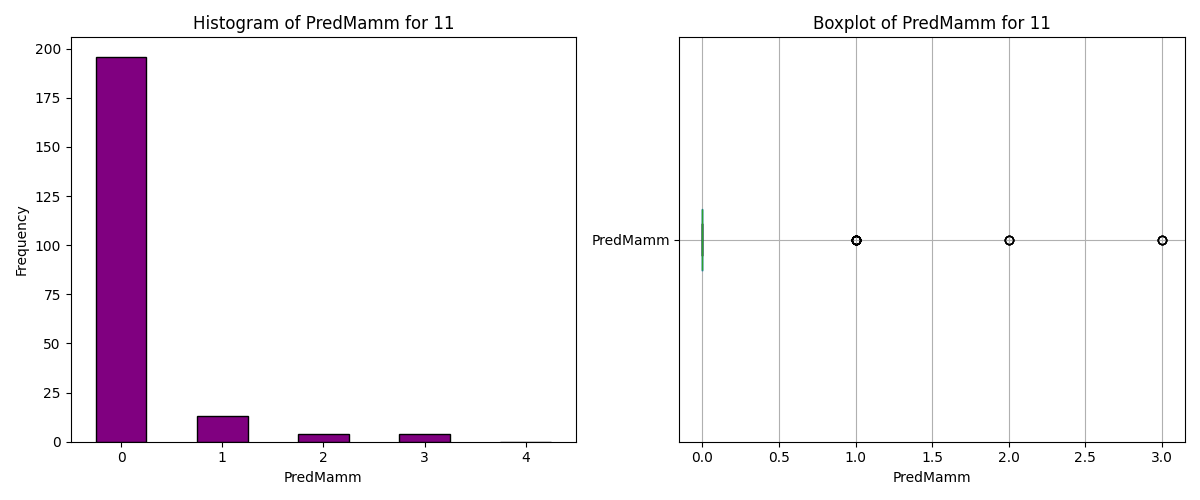 Histogram of PredMamm for 11
200
175
150
125
100
75
50
25
0
Frequency
0 1 2 3 4
PredMamm
Boxplot of PredMamm for 11
PredMamm
0.0 0.5 1.0 1.5 2.0 2.5 3.0
PredMamm